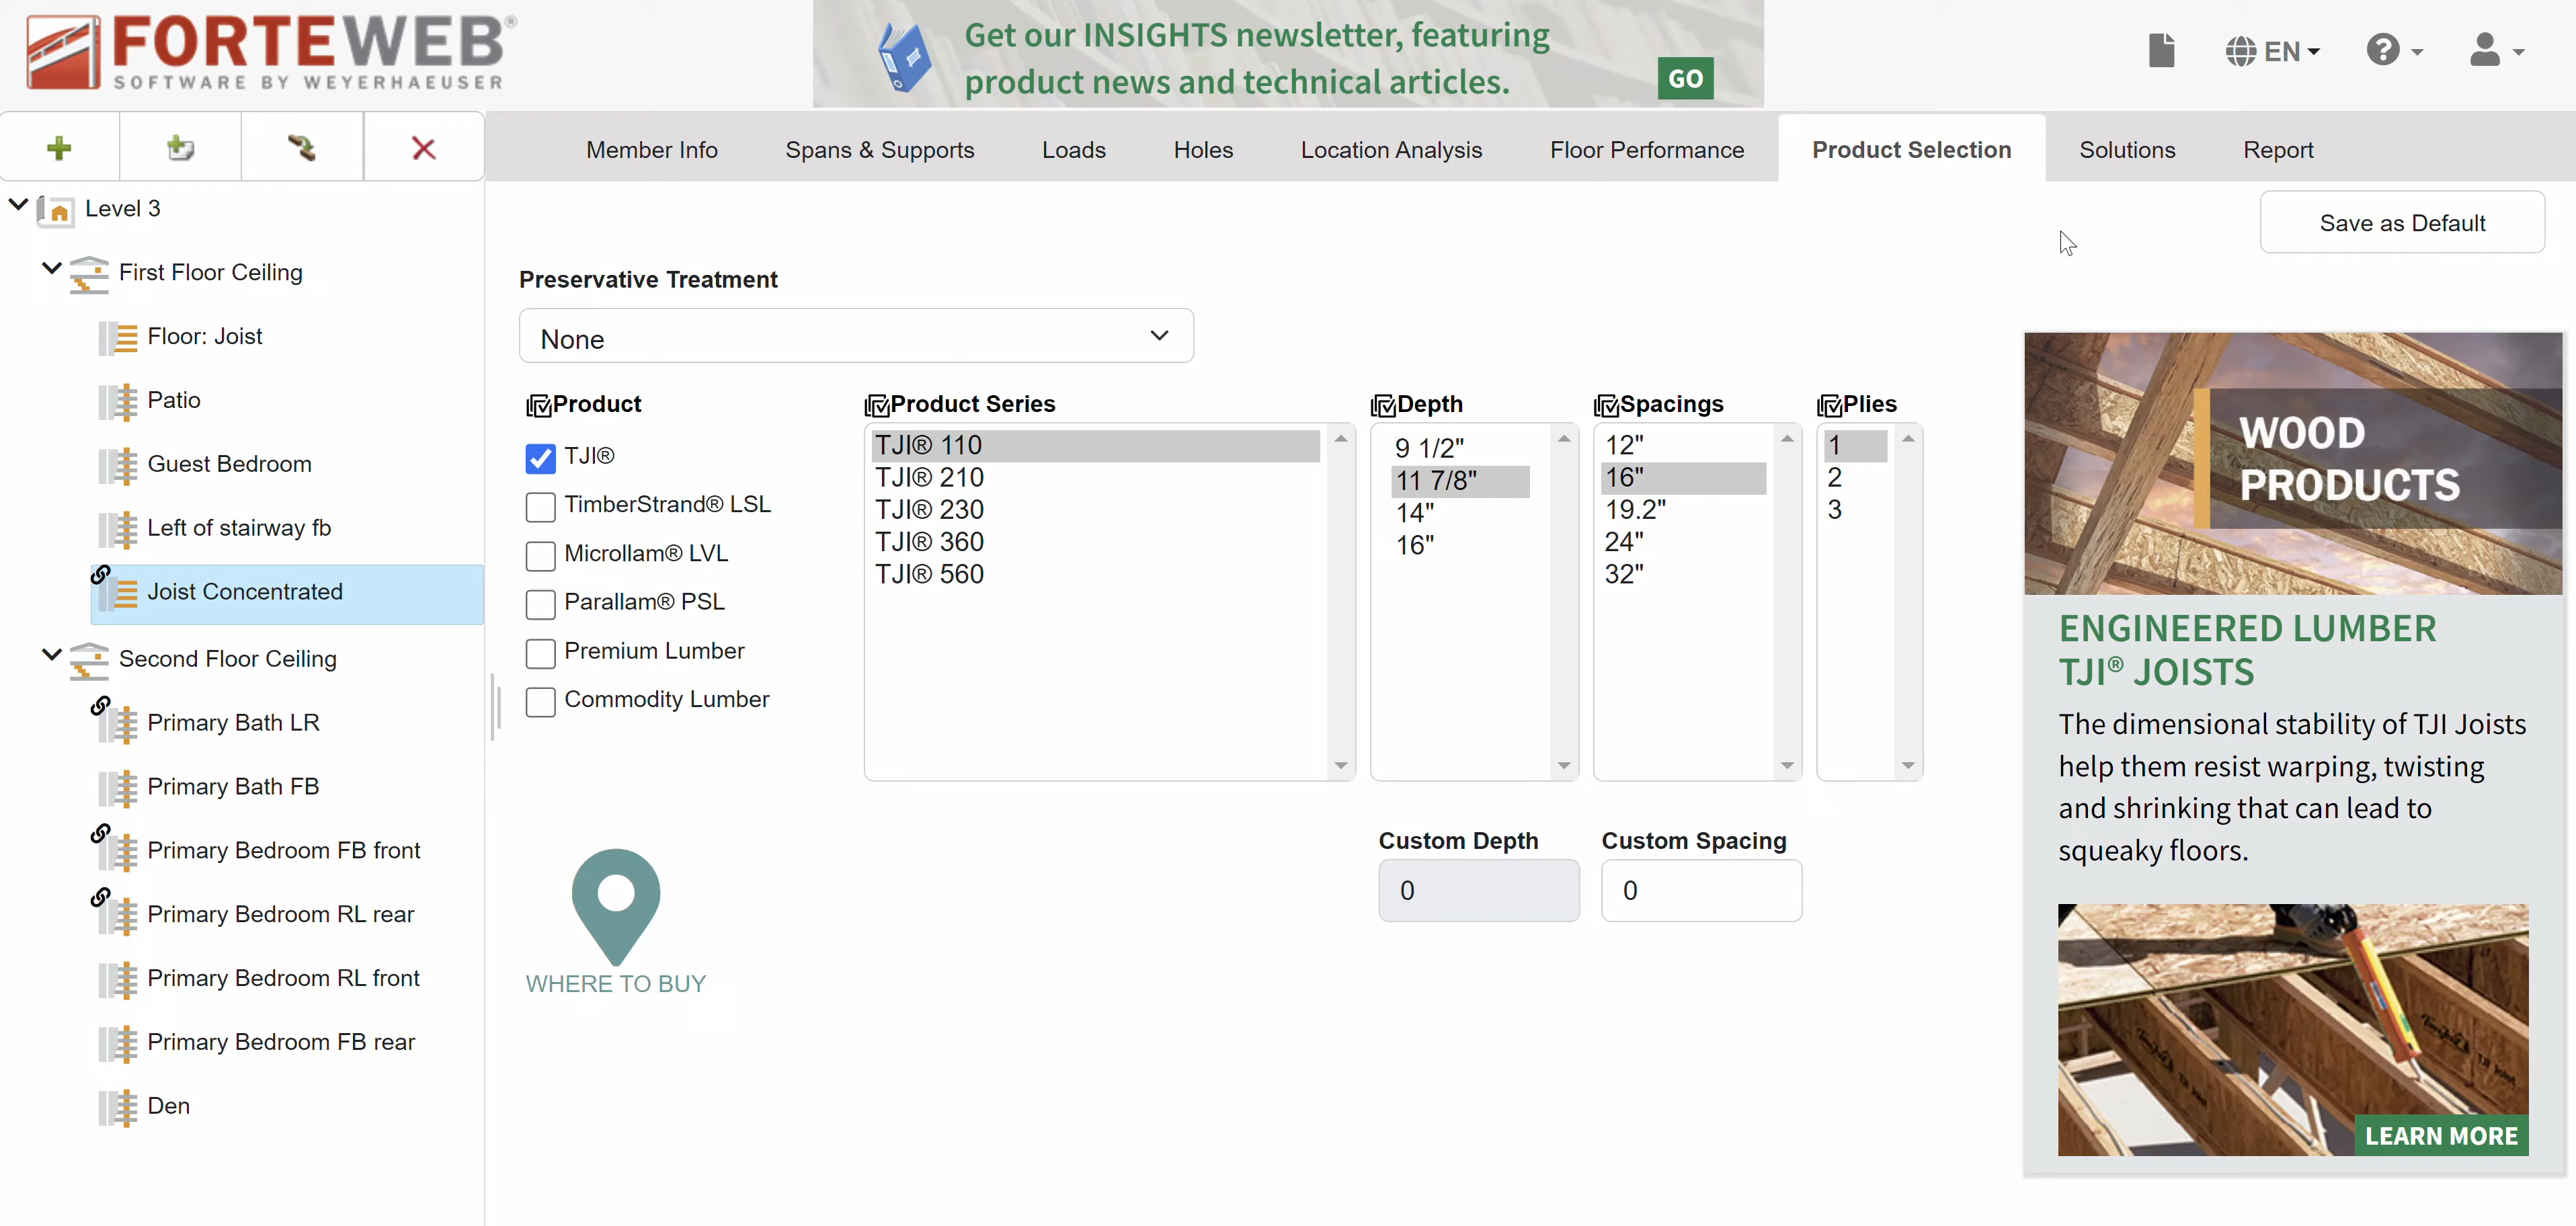 FORTEWEB®
SOFTWARE BY WEYERHAEUSER
Get our INSIGHTS newsletter, featuring
product news and technical articles.
GO
EN
Member Info
Spans & Supports
Loads
Holes
Location Analysis
Floor Performance
Product Selection
Solutions
Report
Level 3
First Floor Ceiling
Floor: Joist
Patio
Guest Bedroom
Left of stairway fb
Joist Concentrated
Second Floor Ceiling
Primary Bath LR
Primary Bath FB
Primary Bedroom FB front
Primary Bedroom RL rear
Primary Bedroom RL front
Primary Bedroom FB rear
Den
Save as Default
Preservative Treatment
None
Product
TJI®
TimberStrand® LSL
Microllam® LVL
Parallam® PSL
Premium Lumber
Commodity Lumber
Product Series
TJI® 110
TJI® 210
TJI® 230
TJI® 360
TJI® 560
Depth
9 1/2"
11 7/8"
14"
16"
Spacings
12"
16"
19.2"
24"
32"
Plies
1
2
3
Custom Depth
0
Custom Spacing
0
WHERE TO BUY
WOOD
PRODUCTS
ENGINEERED LUMBER
TJI® JOISTS
The dimensional stability of TJI Joists
help them resist warping, twisting
and shrinking that can lead to
squeaky floors.
LEARN MORE